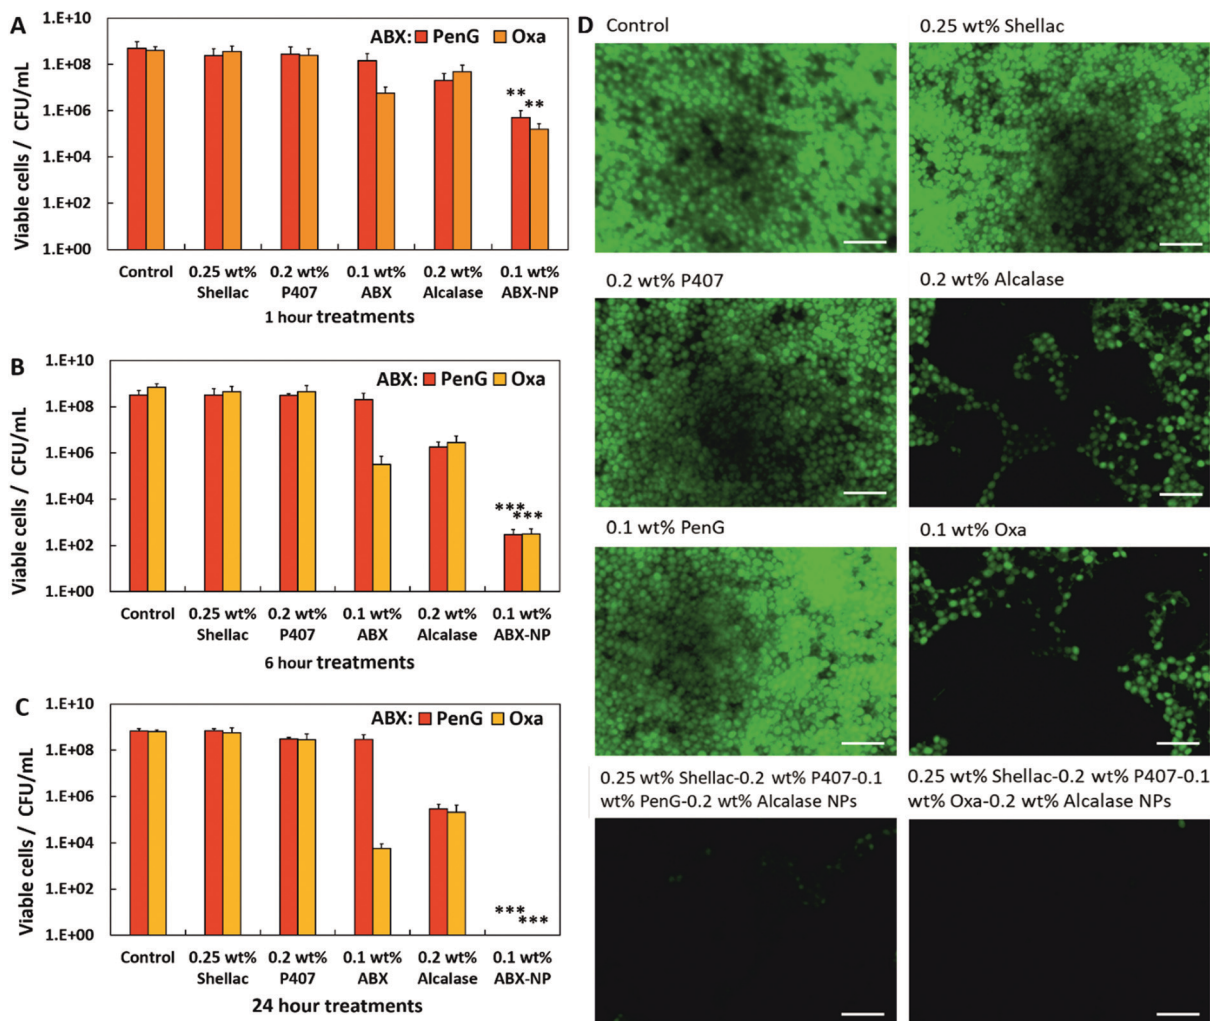 A
1.E+10
1.E+08
1.E+06
1.E+04
1.E+02
1.E+00
Viable cells / CFU/mL
ABX: PenG Oxa
**
**
Control
0.25 wt% Shellac
0.2 wt% P407
0.1 wt% ABX
0.2 wt% Alcalase
0.1 wt% ABX-NP
1 hour treatments
B
1.E+10
1.E+08
1.E+06
1.E+04
1.E+02
1.E+00
Viable cells / CFU/mL
ABX: PenG Oxa
***
***
Control
0.25 wt% Shellac
0.2 wt% P407
0.1 wt% ABX
0.2 wt% Alcalase
0.1 wt% ABX-NP
6 hour treatments
C
1.E+10
1.E+08
1.E+06
1.E+04
1.E+02
1.E+00
Viable cells / CFU/mL
ABX: PenG Oxa
***
***
Control
0.25 wt% Shellac
0.2 wt% P407
0.1 wt% ABX
0.2 wt% Alcalase
0.1 wt% ABX-NP
24 hour treatments
D
Control
0.25 wt% Shellac
0.2 wt% P407
0.2 wt% Alcalase
0.1 wt% PenG
0.1 wt% Oxa
0.25 wt% Shellac-0.2 wt% P407-0.1
wt% PenG-0.2 wt% Alcalase NPs
0.25 wt% Shellac-0.2 wt% P407-0.1
wt% Oxa-0.2 wt% Alcalase NPs